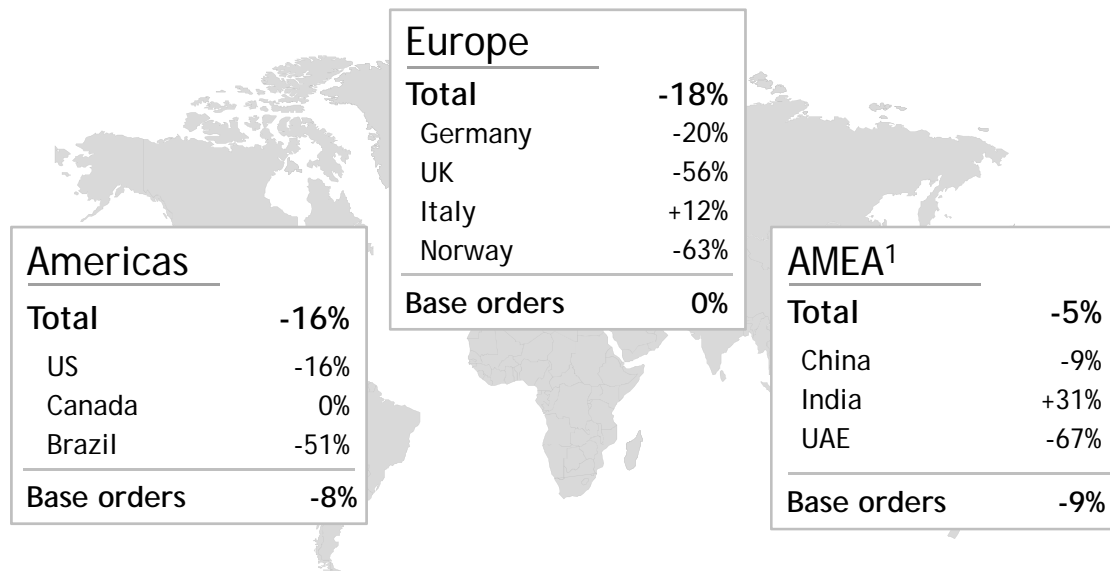 Europe
Total -18%
Germany -20%
UK -56%
Italy +12%
Norway -63%
Base orders 0%
Americas
Total -16%
US -16%
Canada 0%
Brazil -51%
Base orders -8%
AMEA¹
Total -5%
China -9%
India +31%
UAE -67%
Base orders -9%